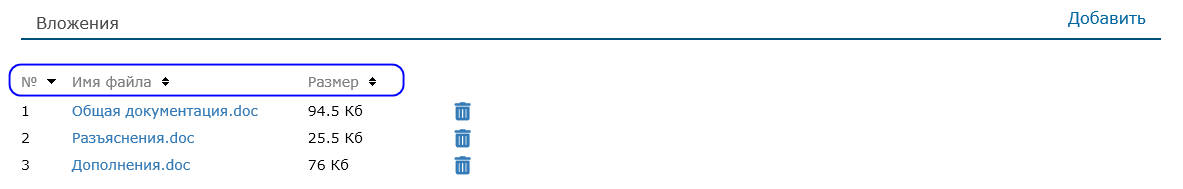 Вложения
Добавить
№ Имя файла Размер
1 Общая документация.doc 94.5 Кб
2 Разъяснения.doc 25.5 Кб
3 Дополнения.doc 76 Кб